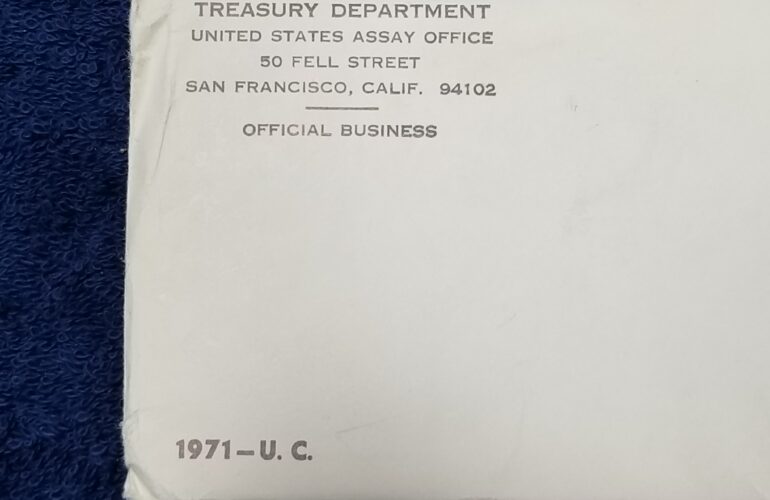 TREASURY DEPARTMENT
UNITED STATES ASSAY OFFICE
50 FELL STREET
SAN FRANCISCO, CALIF. 94102
OFFICIAL BUSINESS
1971-U. C.